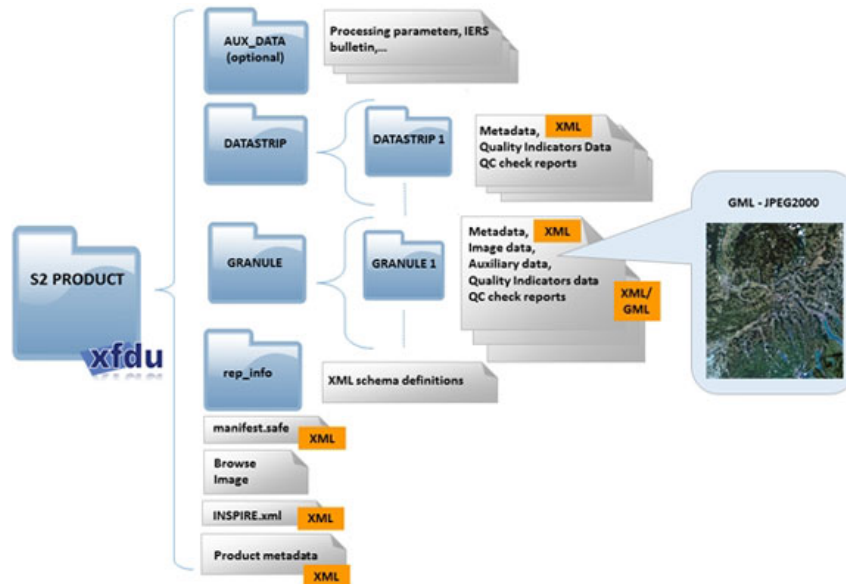 AUX_DATA
(optional)
Processing parameters, IERS
bulletin,...
DATASTRIP
DATASTRIP 1
Metadata,
XML
Quality Indicators Data
QC check reports
GML - JPEG2000
S2 PRODUCT
xfdu
GRANULE
GRANULE 1
Metadata,
XML
Image data,
Auxiliary data,
Quality Indicators data
QC check reports
XML/
GML
rep_info
XML schema definitions
manifest.safe
XML
Browse
Image
INSPIRE.xml
XML
Product metadata
XML